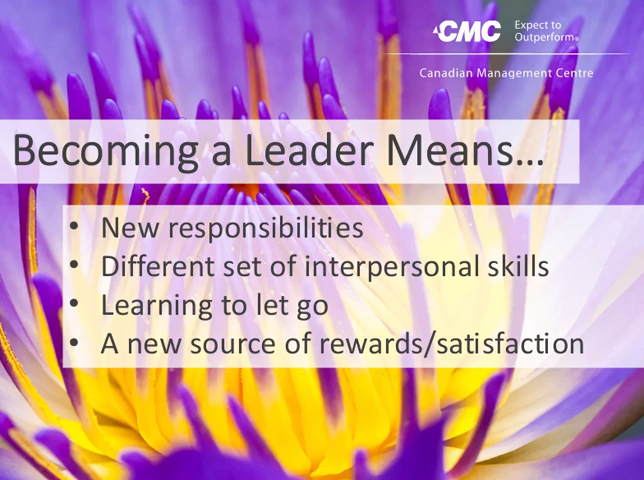 CMC
Expect to
Outperform®
Canadian Management Centre
Becoming a Leader Means...
• New responsibilities
• Different set of interpersonal skills
• Learning to let go
• A new source of rewards/satisfaction